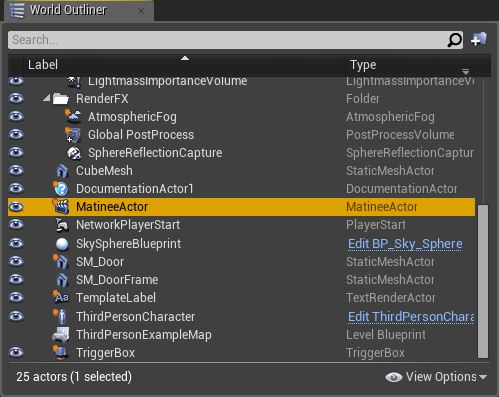 World Outliner
Search...
Label Type
LightmassImportanceVolume LightmassImportanceVo
RenderFX Folder
AtmosphericFog AtmosphericFog
Global PostProcess PostProcessVolume
SphereReflectionCapture SphereReflectionCapture
CubeMesh StaticMeshActor
DocumentationActor1 DocumentationActor
MatineeActor MatineeActor
NetworkPlayerStart PlayerStart
SkySphereBlueprint Edit BP_Sky_Sphere
SM_Door StaticMeshActor
SM_DoorFrame StaticMeshActor
TemplateLabel TextRenderActor
ThirdPersonCharacter Edit ThirdPersonChara
ThirdPersonExampleMap Level Blueprint
TriggerBox TriggerBox
25 actors (1 selected) View Options